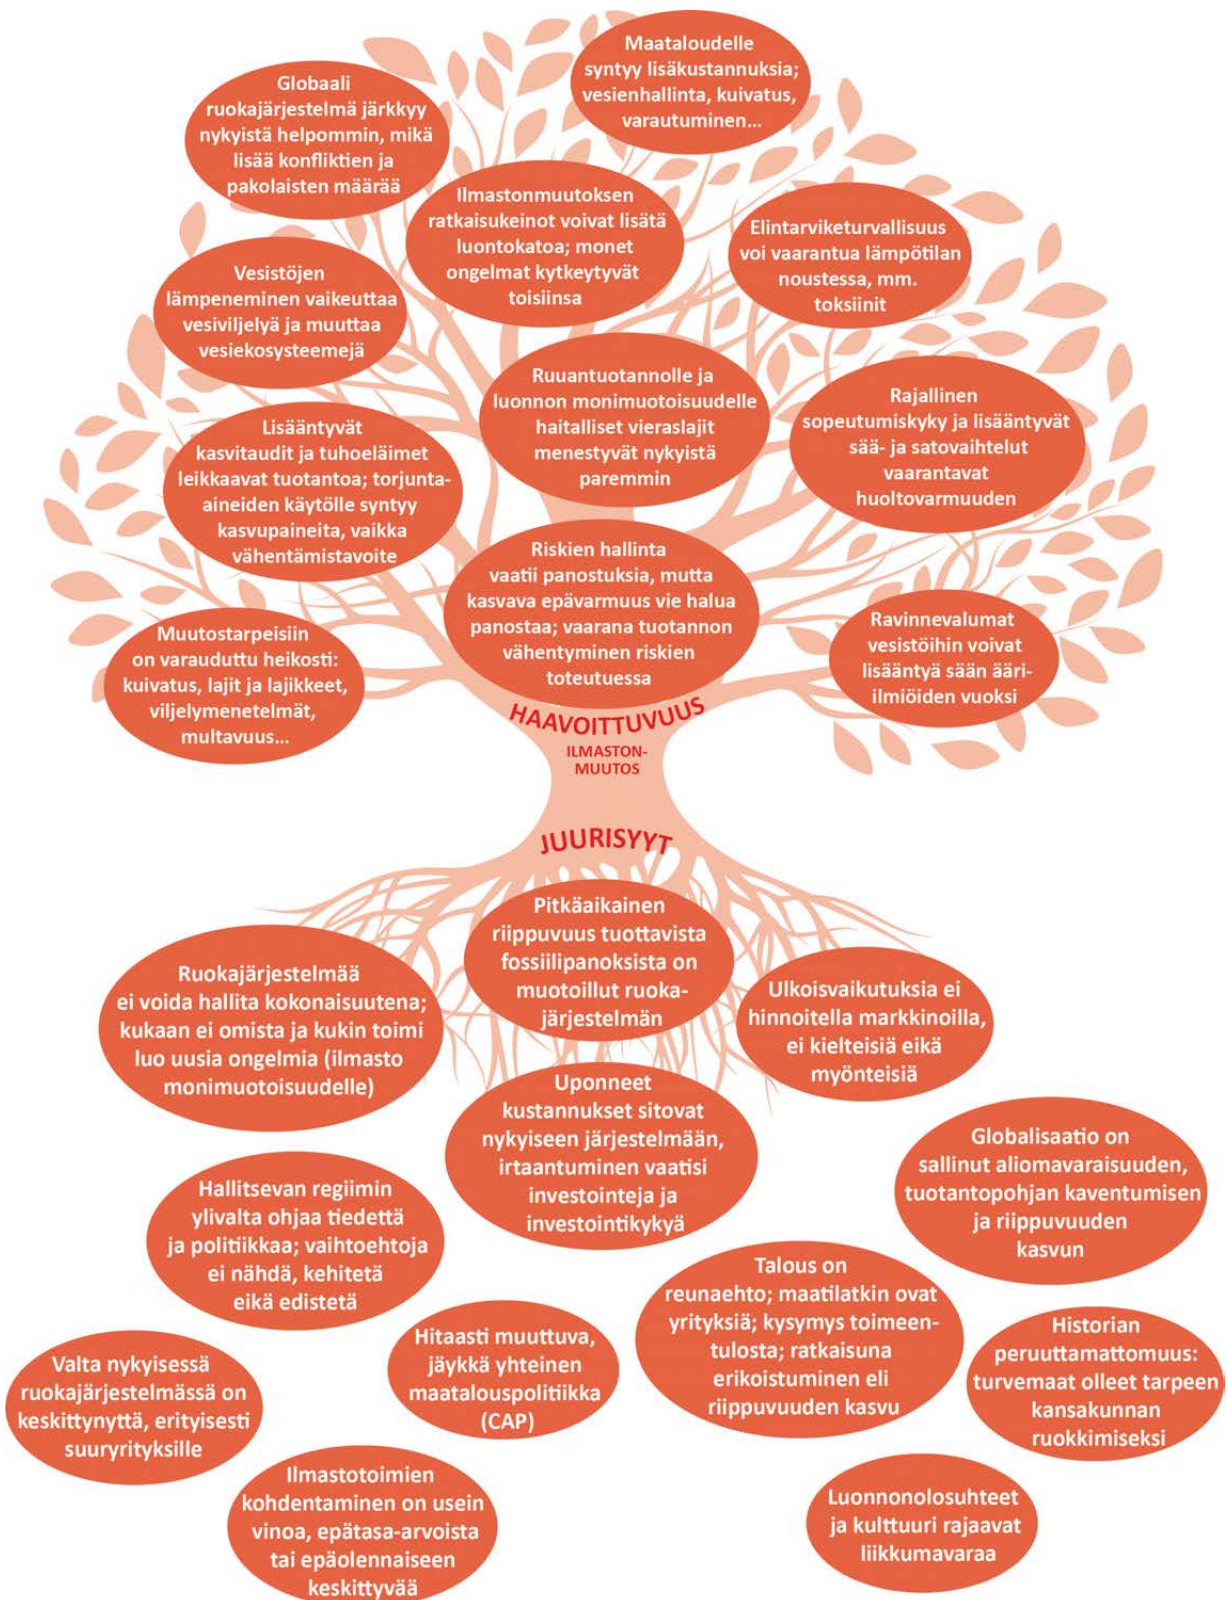 Maataloudelle
syntyy lisäkustannuksia;
vesienhallinta, kuivatus,
varautuminen...
Globaali
ruokajärjestelmä järkkyy
nykyistä helpommin, mikä
lisää konfliktien ja
pakolaisten määrää
Ilmastonmuutoksen
ratkaisukeinot voivat lisätä
luontokatoa; monet
ongelmat kytkeytyvät
toisiinsa
Elintarviketurvallisuus
voi vaarantua lämpötilan
noustessa, mm.
toksiinit
Vesistöjen
lämpeneminen vaikeuttaa
vesiviljelyä ja muuttaa
vesiekosysteemejä
Ruuantuotannolle ja
luonnon monimuotoisuudelle
haitalliset vieraslajit
menestyvät nykyistä
paremmin
Rajallinen
sopeutumiskyky ja lisääntyvät
sää- ja satovaihtelut
vaarantavat
huoltovarmuuden
Lisääntyvät
kasvitaudit ja tuhoeläimet
leikkaavat tuotantoa; torjunta-
aineiden käytölle syntyy
kasvupaineita, vaikka
vähentämistavoite
Riskien hallinta
vaatii panostuksia, mutta
kasvava epävarmuus vie halua
panostaa; vaarana tuotannon
vähentyminen riskien
toteutuessa
Muutostarpeisiin
on varauduttu heikosti:
kuivatus, lajit ja lajikkeet,
viljelymenetelmät,
multavuus...
Ravinnevalumat
vesistöihin voivat
lisääntyä sään ääri-
ilmiöiden vuoksi
HAAVOITTUVUUS
ILMASTON-
MUUTOS
JUURISYYT
Pitkäaikainen
riippuvuus tuottavista
fossiilipanoksista on
muotoillut ruoka-
järjestelmän
Ruokajärjestelmää
ei voida hallita kokonaisuutena;
kukaan ei omista ja kukin toimi
luo uusia ongelmia (ilmasto
monimuotoisuudelle)
Ulkoisvaikutuksia ei
hinnoitella markkinoilla,
ei kielteisiä eikä
myönteisiä
Uponneet
kustannukset sitovat
nykyiseen järjestelmään,
irtaantuminen vaatisi
investointeja ja
investointikykyä
Globalisaatio on
sallinut aliomavaraisuuden,
tuotantopohjan kaventumisen
ja riippuvuuden
kasvun
Hallitsevan regiimin
ylivalta ohjaa tiedettä
ja politiikkaa; vaihtoehtoja
ei nähdä, kehitetä
eikä edistetä
Talous on
reunaehto; maatilatkin ovat
yrityksiä; kysymys toimeen-
tulosta; ratkaisuna
erikoistuminen eli
riippuvuuden kasvu
Hitaasti muuttuva,
jäykkä yhteinen
maatalouspolitiikka
(CAP)
Historian
peruuttamattomuus:
turvemaat olleet tarpeen
kansakunnan
ruokkimiseksi
Valta nykyisessä
ruokajärjestelmässä on
keskittynyttä, erityisesti
suuryrityksille
Ilmastotoimien
kohdentaminen on usein
vinoa, epätasa-arvoista
tai epäolennaiseen
keskittyvää
Luonnonolosuhteet
ja kulttuuri rajaavat
liikkumavaraa